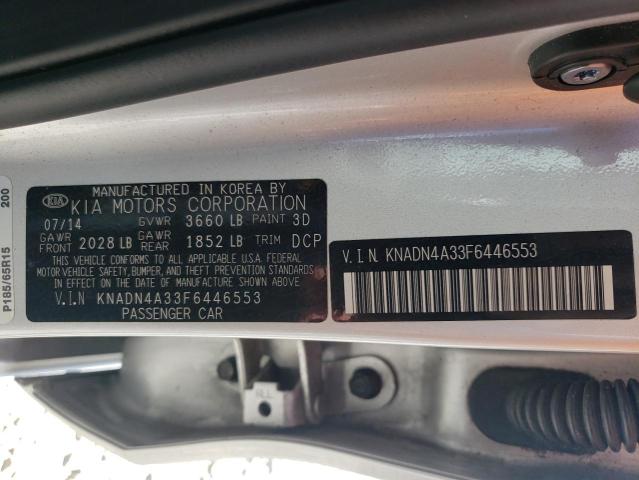 P185/65R15 200
KIA
MANUFACTURED IN KOREA BY
KIA MOTORS CORPORATION
07/14 GVWR 3660 LB PAINT 3D
GAWR FRONT 2028 LB GAWR REAR 1852 LB TRIM DCP
THIS VEHICLE CONFORMS TO ALL APPLICABLE U.S.A FEDERAL
MOTOR VEHICLE SAFETY, BUMPER, AND THEFT PREVENTION STANDARDS
IN EFFECT ON THE DATE OF MANUFACTURE SHOWN ABOVE
V.I.N KNADN4A33F6446553
PASSENGER CAR
V.I.N KNADN4A33F6446553